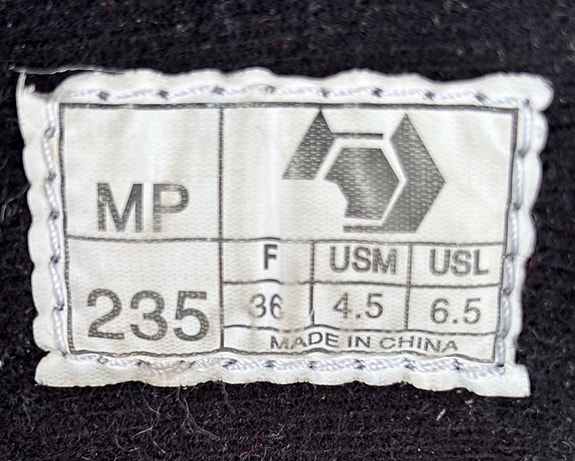 MP
235
F USM USL
36 4.5 6.5
MADE IN CHINA